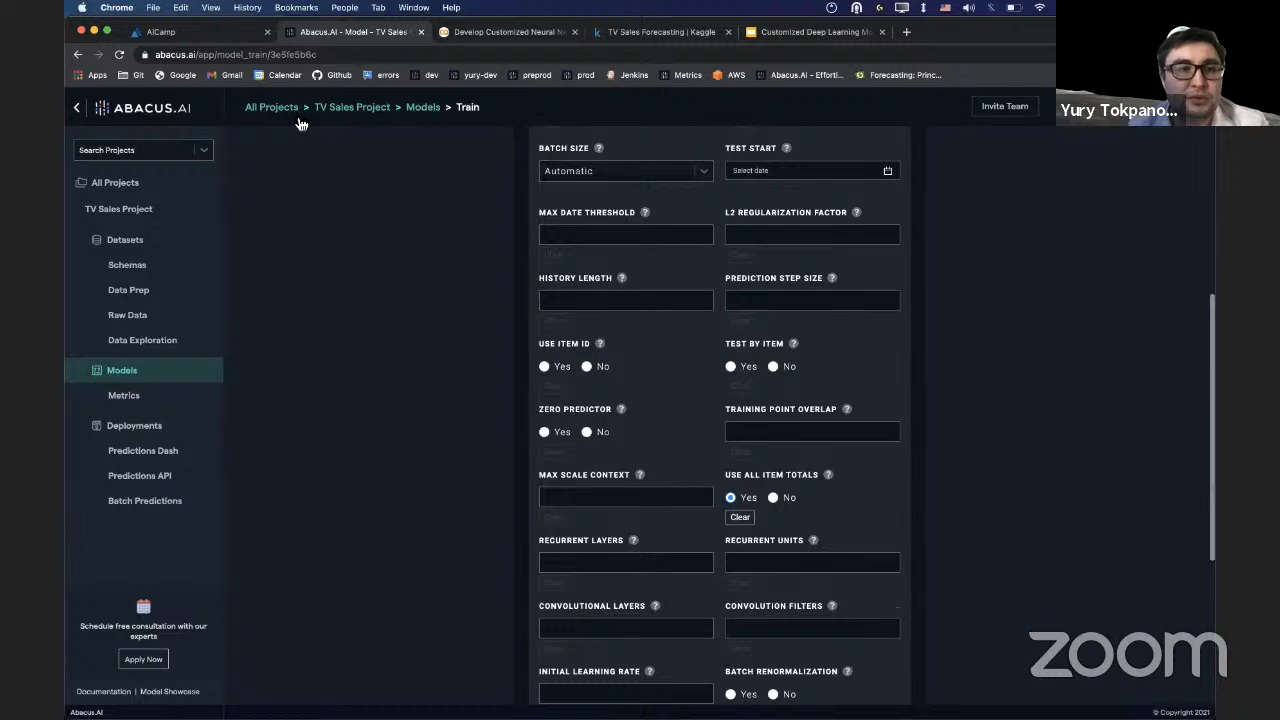 Chrome File Edit View History Bookmarks People Tab Window Help
AICamp
Abacus.AI - Model - TV Sales
Develop Customized Neural Ne
TV Sales Forecasting | Kaggle
Customized Deep Learning Mo
abacus.ai/app/model_train/3e5fe5b6c
Apps Git Google Gmail Calendar Github errors dev yury-dev preprod prod Jenkins Metrics AWS Abacus.AI - Effortl... Forecasting: Princ...
Yury Tokpano...
ABACUS.AI
All Projects > TV Sales Project > Models > Train
Invite Team
Search Projects
All Projects
TV Sales Project
Datasets
Schemas
Data Prep
Raw Data
Data Exploration
Models
Metrics
Deployments
Predictions Dash
Predictions API
Batch Predictions
Schedule free consultation with our
experts
Apply Now
Documentation | Model Showcase
BATCH SIZE ? TEST START ?
Automatic Select date
MAX DATE THRESHOLD ? L2 REGULARIZATION FACTOR ?
HISTORY LENGTH ? PREDICTION STEP SIZE ?
USE ITEM ID ? TEST BY ITEM ?
Yes No Yes No
ZERO PREDICTOR ? TRAINING POINT OVERLAP ?
Yes No
MAX SCALE CONTEXT ? USE ALL ITEM TOTALS ?
Yes No
Clear
RECURRENT LAYERS ? RECURRENT UNITS ?
CONVOLUTIONAL LAYERS ? CONVOLUTION FILTERS ?
INITIAL LEARNING RATE ? BATCH RENORMALIZATION ?
Yes No
zoom
Abacus.AI
© Copyright 2021